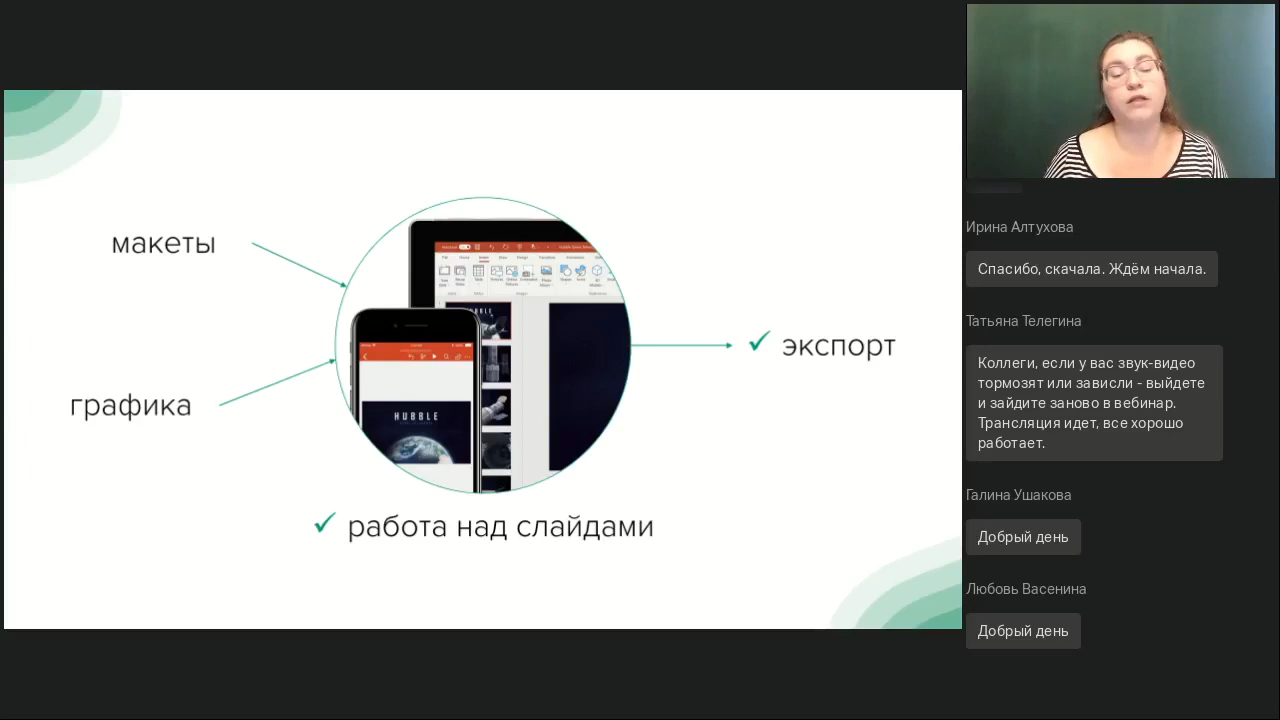 макеты
графика
HUBBLE
HUBBLE
✓ экспорт
✓ работа над слайдами
Ирина Алтухова
Спасибо, скачала. Ждём начала.
Татьяна Телегина
Коллеги, если у вас звук-видео
тормозят или зависли - выйдете
и зайдите заново в вебинар.
Трансляция идет, все хорошо
работает.
Галина Ушакова
Добрый день
Любовь Васенина
Добрый день